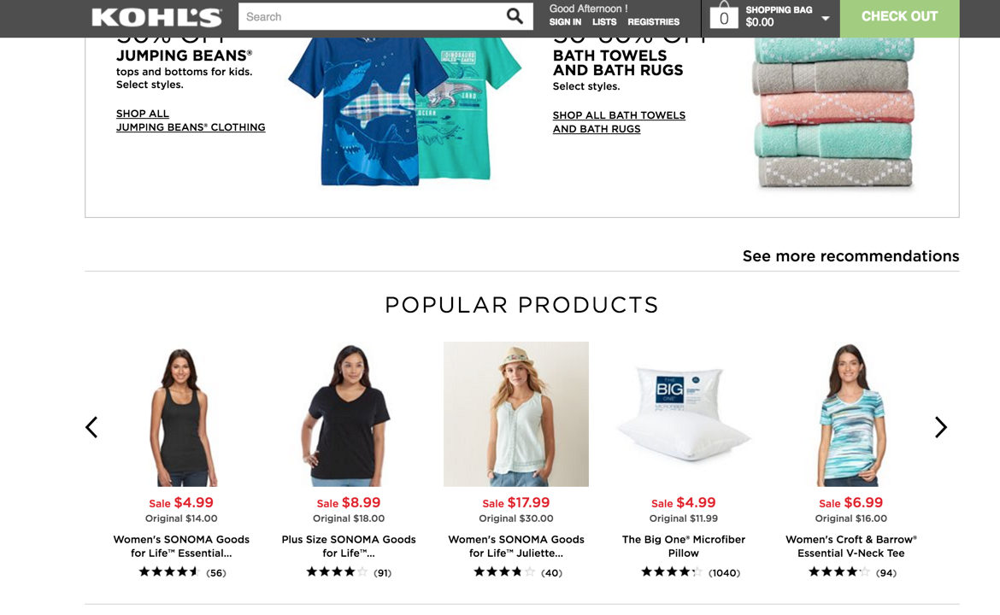 KOHL'S
Search
Good Afternoon !
SIGN IN LISTS REGISTRIES
0
SHOPPING BAG
$0.00
CHECK OUT
JUMPING BEANS®
tops and bottoms for kids.
Select styles.
SHOP ALL
JUMPING BEANS® CLOTHING
DINOSAURS
LAND
OCEAN
BATH TOWELS
AND BATH RUGS
Select styles.
SHOP ALL BATH TOWELS
AND BATH RUGS
See more recommendations
POPULAR PRODUCTS
Sale $4.99
Original $14.00
Women's SONOMA Goods
for Life™ Essential...
(56)
Sale $8.99
Original $18.00
Plus Size SONOMA Goods
for Life™...
(91)
Sale $17.99
Original $30.00
Women's SONOMA Goods
for Life™ Juliette...
(40)
THE
BIG
ONE
Sale $4.99
Original $11.99
The Big One® Microfiber
Pillow
(1040)
Sale $6.99
Original $16.00
Women's Croft & Barrow®
Essential V-Neck Tee
(94)